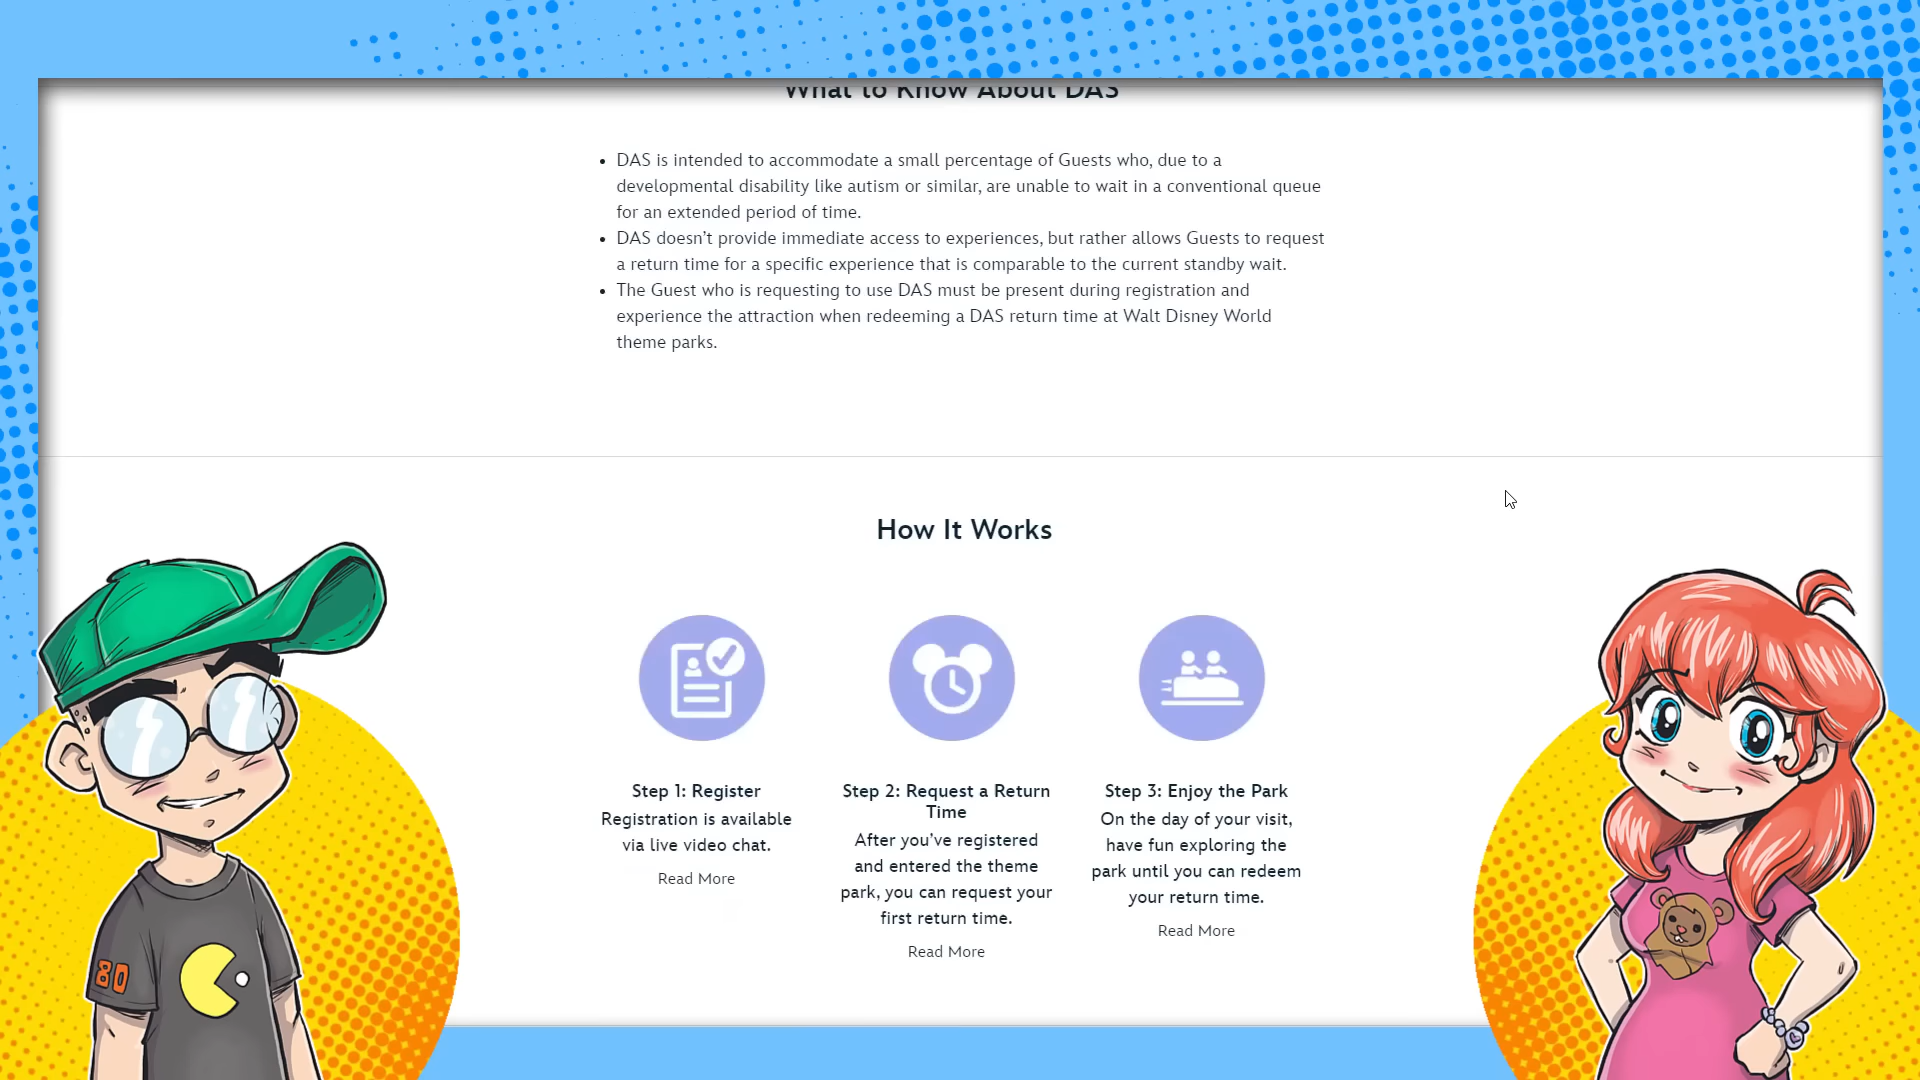 What to Know About DAS
• DAS is intended to accommodate a small percentage of Guests who, due to a
developmental disability like autism or similar, are unable to wait in a conventional queue
for an extended period of time.
• DAS doesn’t provide immediate access to experiences, but rather allows Guests to request
a return time for a specific experience that is comparable to the current standby wait.
• The Guest who is requesting to use DAS must be present during registration and
experience the attraction when redeeming a DAS return time at Walt Disney World
theme parks.
How It Works
Step 1: Register
Registration is available
via live video chat.
Read More
Step 2: Request a Return
Time
After you’ve registered
and entered the theme
park, you can request your
first return time.
Read More
Step 3: Enjoy the Park
On the day of your visit,
have fun exploring the
park until you can redeem
your return time.
Read More
80